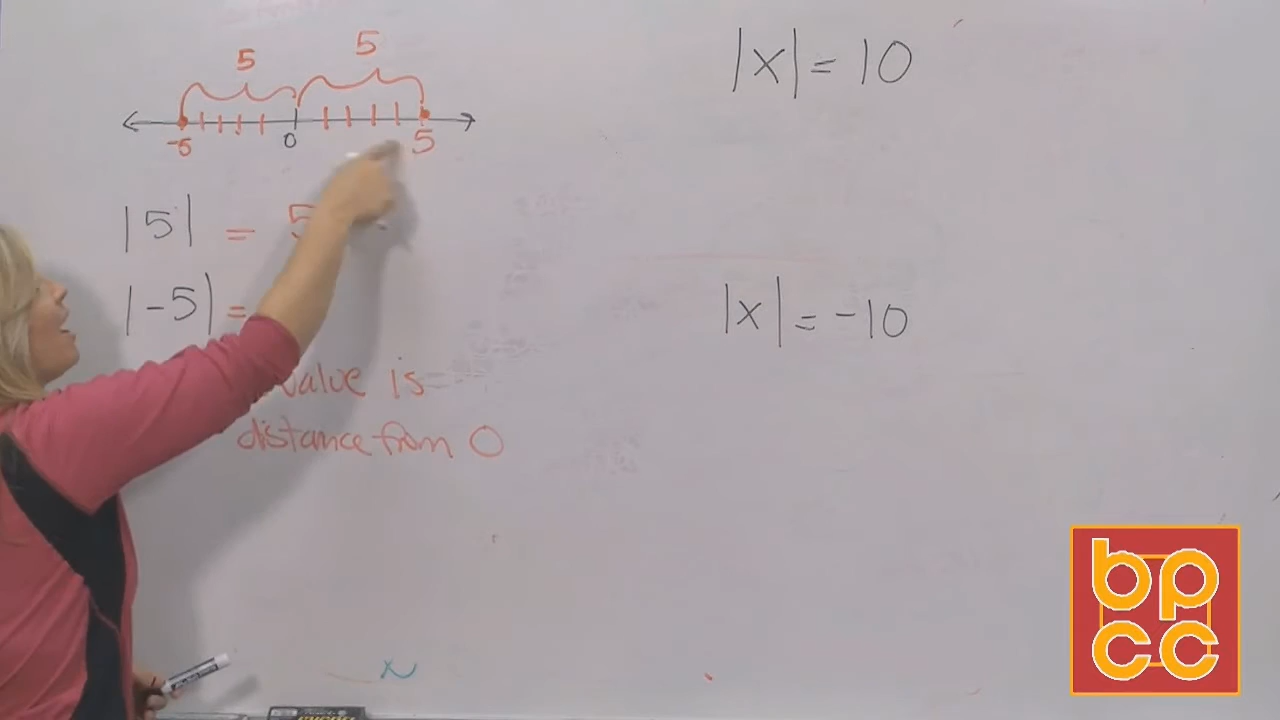 5 5
-5 0 5
|5| = 5
|-5| =
value is
distance from 0
|x| = 10
|x| = -10
bp
cc